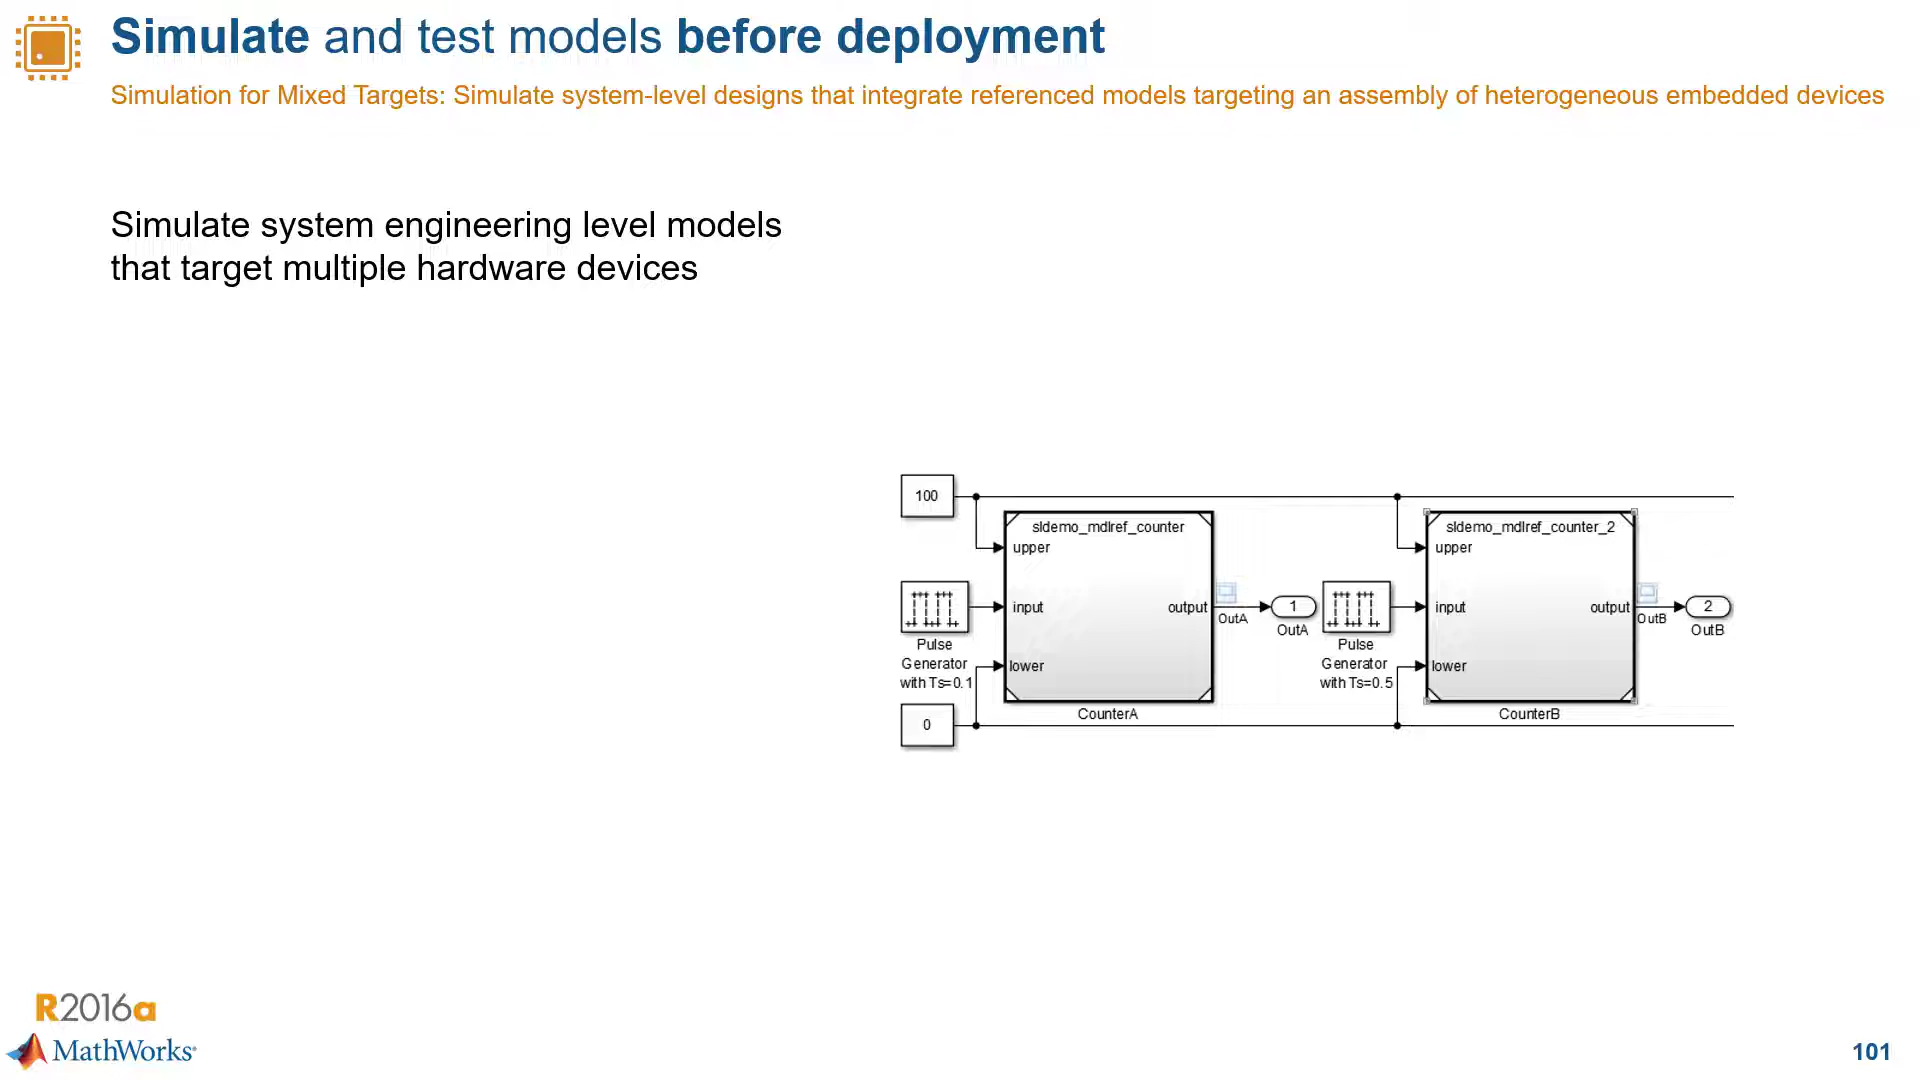 Simulate and test models before deployment
Simulation for Mixed Targets: Simulate system-level designs that integrate referenced models targeting an assembly of heterogeneous embedded devices
Simulate system engineering level models
that target multiple hardware devices
100
sldemo_mdlref_counter
upper
input
output
lower
CounterA
Pulse
Generator
with Ts=0.1
0
OutA
1
OutA
Pulse
Generator
with Ts=0.5
sldemo_mdlref_counter_2
upper
input
output
lower
CounterB
OutB
2
OutB
R2016a
MathWorks
101